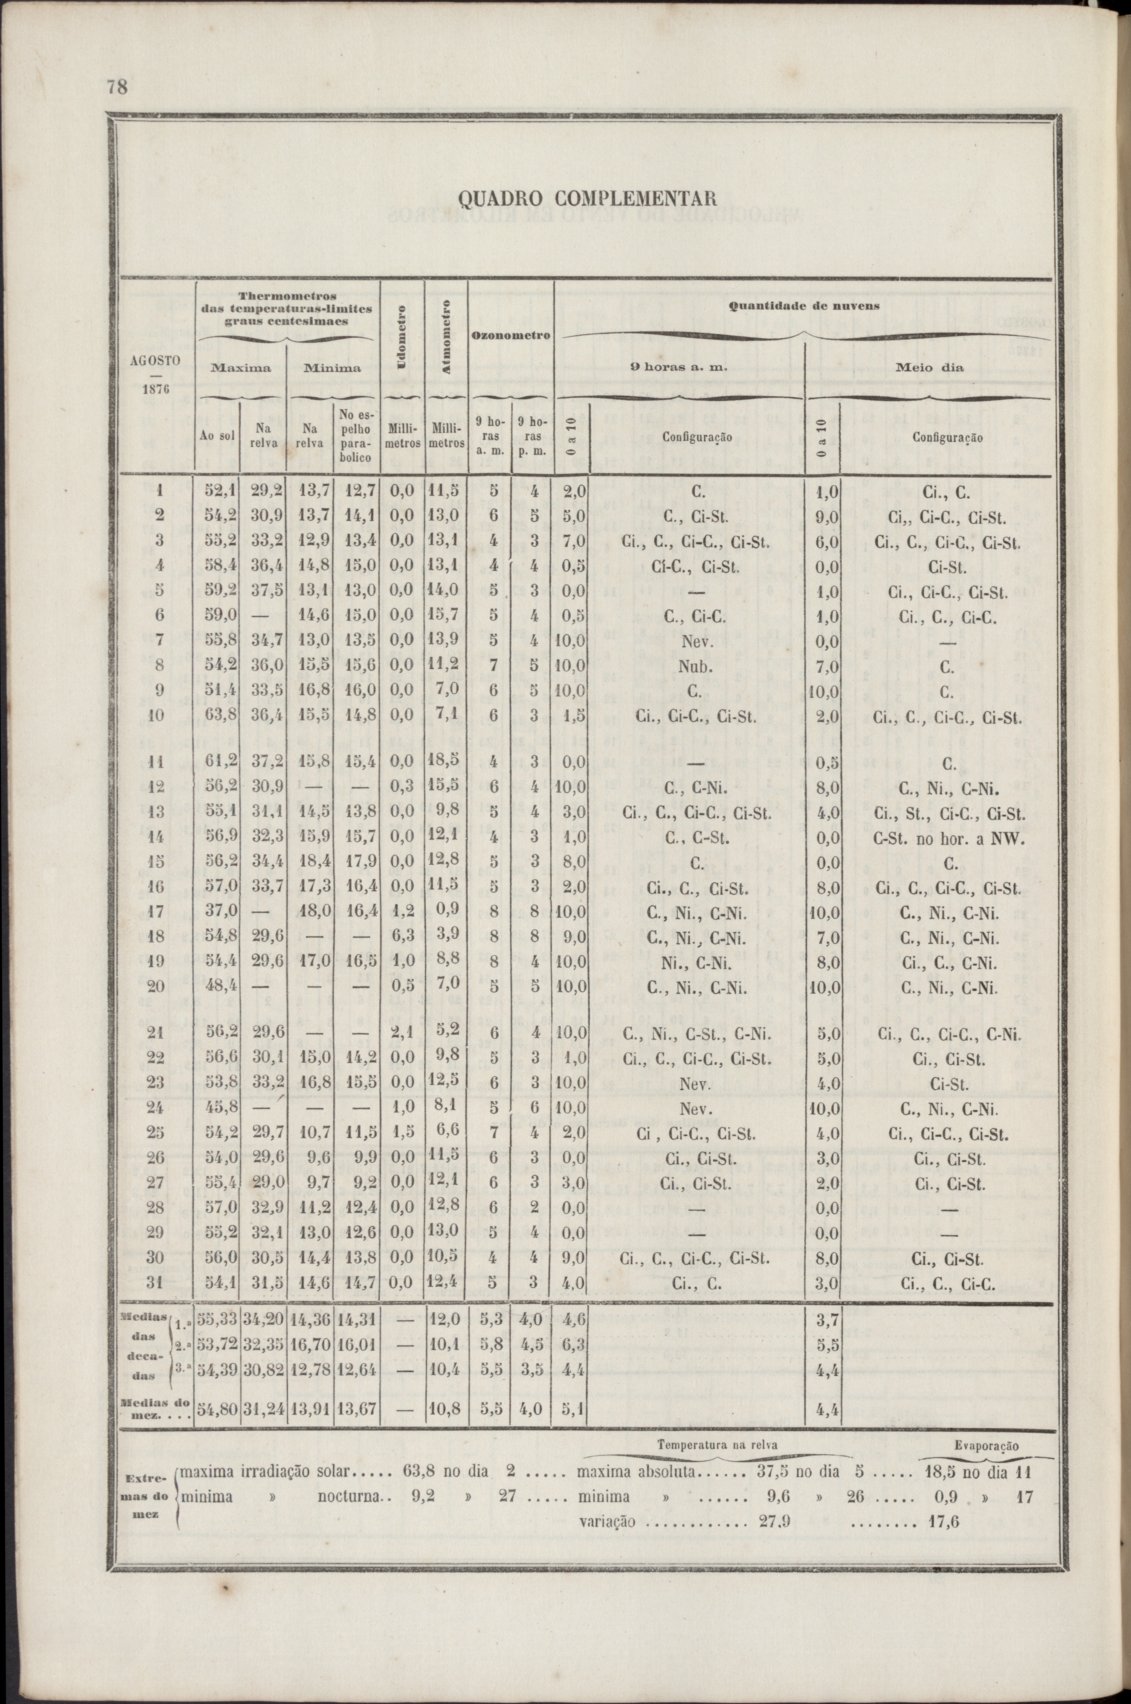 78
QUADRO COMPLEMENTAR
AGOSTO
—
1876
Thermometros
das temperaturas-limites
graus centesimaes
Udometro
Atmometro
Ozonometro
Quantidade de nuvens
Maxima Minima
9 horas a. m. Meio dia
Ao sol
Na relva
Na relva
No es-
pelho
para-
bolico
Milli-
metros
Milli-
metros
9 ho-
ras
a. m.
9 ho-
ras
p. m.
0 a 10
Configuração
0 a 10
Configuração
1 52,1 29,2 13,7 12,7 0,0 11,5 5 4 2,0 C. 1,0 Ci., C.
2 54,2 30,9 13,7 14,1 0,0 13,0 6 5 5,0 C., Ci-St. 9,0 Ci,, Ci-C., Ci-St.
3 55,2 33,2 12,9 13,4 0,0 13,1 4 3 7,0 Ci., C., Ci-C., Ci-St. 6,0 Ci., C., Ci-C., Ci-St.
4 58,4 36,4 14,8 15,0 0,0 13,1 4 4 0,5 Ci-C., Ci-St. 0,0 Ci-St.
5 59,2 37,5 13,1 13,0 0,0 14,0 5 3 0,0 — 1,0 Ci., Ci-C., Ci-St.
6 59,0 — 14,6 15,0 0,0 15,7 5 4 0,5 C., Ci-C. 1,0 Ci., C., Ci-C.
7 55,8 34,7 13,0 13,5 0,0 13,9 5 4 10,0 Nev. 0,0 —
8 54,2 36,0 15,5 15,6 0,0 11,2 7 5 10,0 Nub. 7,0 C.
9 51,4 33,5 16,8 16,0 0,0 7,0 6 5 10,0 C. 10,0 C.
10 63,8 36,4 15,5 14,8 0,0 7,1 6 3 1,5 Ci., Ci-C., Ci-St. 2,0 Ci., C., Ci-C., Ci-St.
11 61,2 37,2 15,8 15,4 0,0 18,5 4 3 0,0 — 0,5 C.
12 56,2 30,9 — — 0,3 15,5 6 4 10,0 C., C-Ni. 8,0 C., Ni., C-Ni.
13 55,1 31,1 14,5 13,8 0,0 9,8 5 4 3,0 Ci., C., Ci-C., Ci-St. 4,0 Ci., St., Ci-C., Ci-St.
14 56,9 32,3 15,9 15,7 0,0 12,1 4 3 1,0 C., C-St. 0,0 C-St. no hor. a NW.
15 56,2 34,4 18,4 17,9 0,0 12,8 5 3 8,0 C. 0,0 C.
16 57,0 33,7 17,3 16,4 0,0 11,5 5 3 2,0 Ci., C., Ci-St. 8,0 Ci., C., Ci-C., Ci-St.
17 37,0 — 18,0 16,4 1,2 0,9 8 8 10,0 C., Ni., C-Ni. 10,0 C., Ni., C-Ni.
18 54,8 29,6 — — 6,3 3,9 8 8 9,0 C., Ni., C-Ni. 7,0 C., Ni., C-Ni.
19 54,4 29,6 17,0 16,5 1,0 8,8 8 4 10,0 Ni., C-Ni. 8,0 Ci., C., C-Ni.
20 48,4 — — — 0,5 7,0 5 5 10,0 C., Ni., C-Ni. 10,0 C., Ni., C-Ni.
21 56,2 29,6 — — 2,1 5,2 6 4 10,0 C., Ni., C-St., C-Ni. 5,0 Ci., C., Ci-C., C-Ni.
22 56,6 30,1 15,0 14,2 0,0 9,8 5 3 1,0 Ci., C., Ci-C., Ci-St. 5,0 Ci., Ci-St.
23 53,8 33,2 16,8 15,5 0,0 12,5 6 3 10,0 Nev. 4,0 Ci-St.
24 45,8 — — — 1,0 8,1 5 6 10,0 Nev. 10,0 C., Ni., C-Ni.
25 54,2 29,7 10,7 11,5 1,5 6,6 7 4 2,0 Ci , Ci-C., Ci-St. 4,0 Ci., Ci-C., Ci-St.
26 54,0 29,6 9,6 9,9 0,0 11,5 6 3 0,0 Ci., Ci-St. 3,0 Ci., Ci-St.
27 55,4 29,0 9,7 9,2 0,0 12,1 6 3 3,0 Ci., Ci-St. 2,0 Ci., Ci-St.
28 57,0 32,9 11,2 12,4 0,0 12,8 6 2 0,0 — 0,0 —
29 55,2 32,1 13,0 12,6 0,0 13,0 5 4 0,0 — 0,0 —
30 56,0 30,5 14,4 13,8 0,0 10,5 4 4 9,0 Ci., C., Ci-C., Ci-St. 8,0 Ci., Ci-St.
31 54,1 31,5 14,6 14,7 0,0 12,4 5 3 4,0 Ci., C. 3,0 Ci., C., Ci-C.
Medias
das
deca-
das
1.ª 55,33 34,20 14,36 14,31 — 12,0 5,3 4,0 4,6 3,7
2.ª 53,72 32,35 16,70 16,01 — 10,1 5,8 4,5 6,3 5,5
3.ª 54,39 30,82 12,78 12,64 — 10,4 5,5 3,5 4,4 4,4
Medias do
mez. . . . 54,80 31,24 13,91 13,67 — 10,8 5,5 4,0 5,1 4,4
Temperatura na relva Evaporação
Extre-
mas do
mez
maxima irradiação solar..... 63,8 no dia 2 ..... maxima absoluta...... 37,5 no dia 5 ..... 18,5 no dia 11
minima » nocturna.. 9,2 » 27 ..... minima » ...... 9,6 » 26 ..... 0,9 » 17
variação ............ 27,9 ........ 17,6